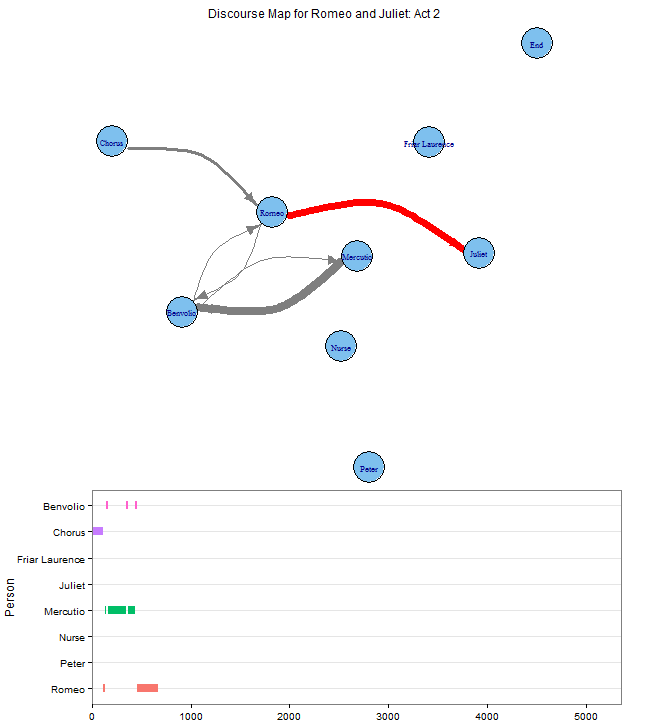 Discourse Map for Romeo and Juliet: Act 2
End
Chorus
Friar Laurence
Romeo
Juliet
Mercutio
Benvolio
Nurse
Peter
Person
Benvolio
Chorus
Friar Laurence
Juliet
Mercutio
Nurse
Peter
Romeo
0 1000 2000 3000 4000 5000